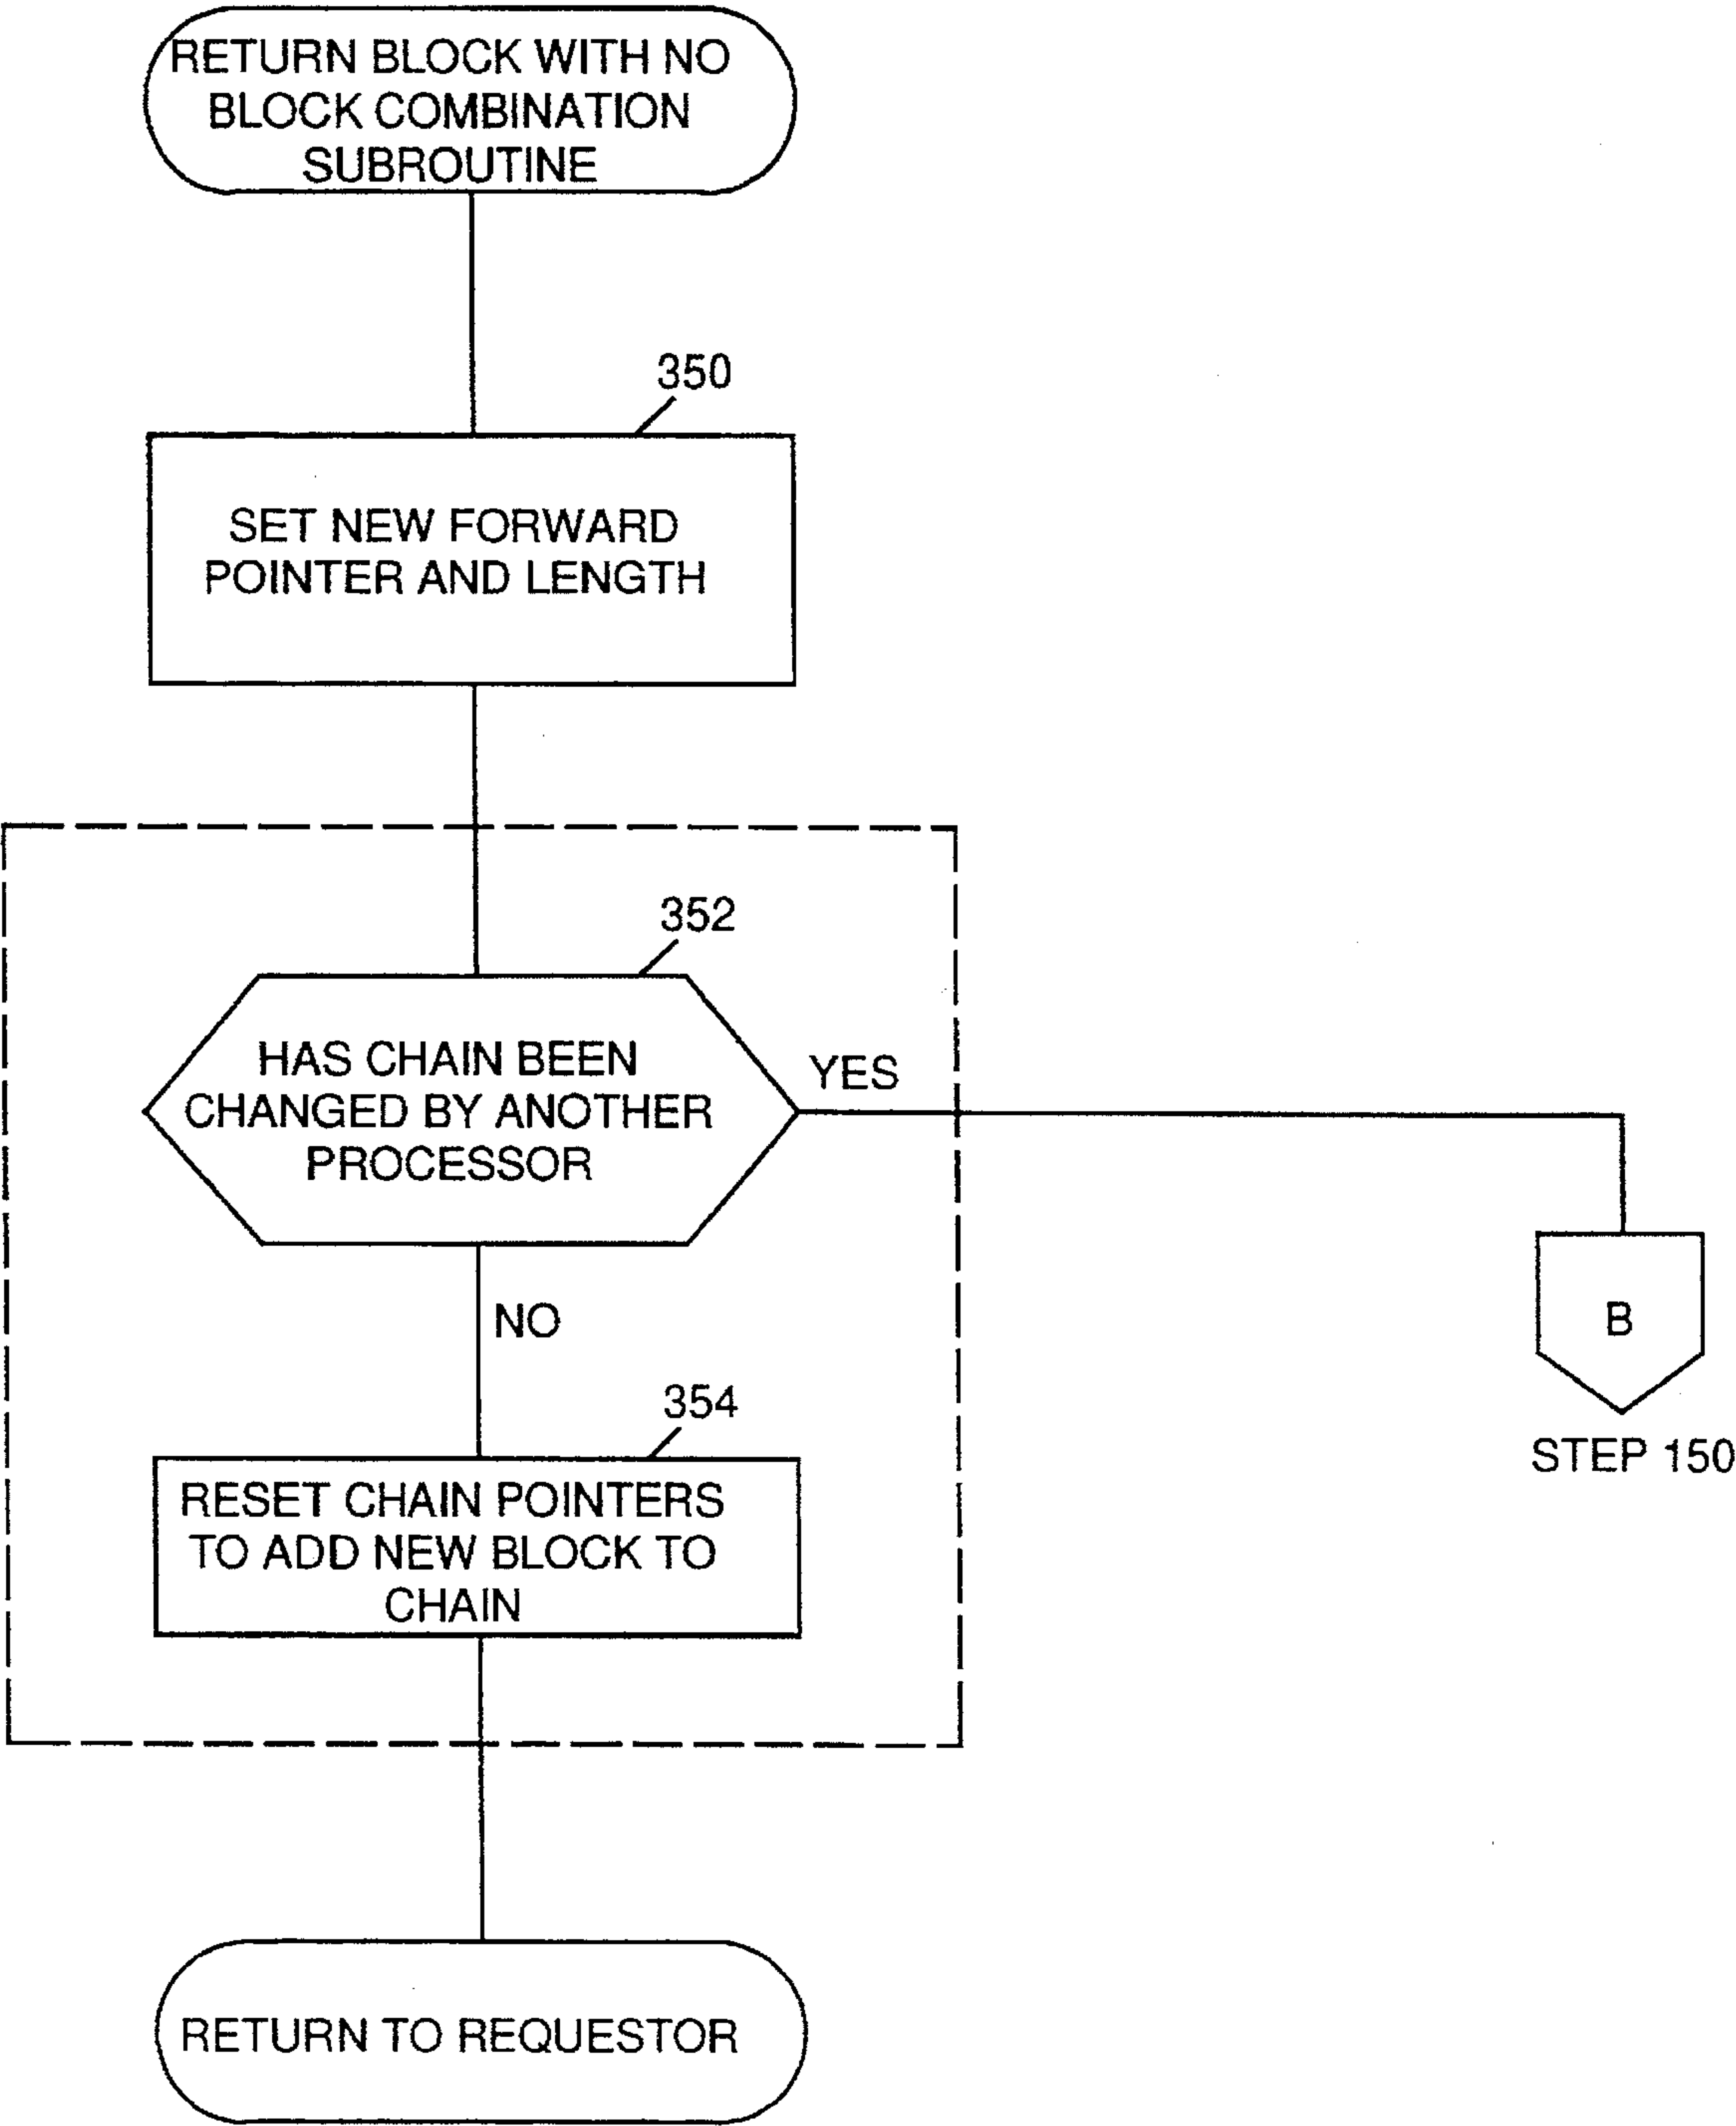 RETURN BLOCK WITH NO
BLOCK COMBINATION
SUBROUTINE
350
SET NEW FORWARD
POINTER AND LENGTH
352
HAS CHAIN BEEN
CHANGED BY ANOTHER
PROCESSOR
YES
NO
B
STEP 150
354
RESET CHAIN POINTERS
TO ADD NEW BLOCK TO
CHAIN
RETURN TO REQUESTOR